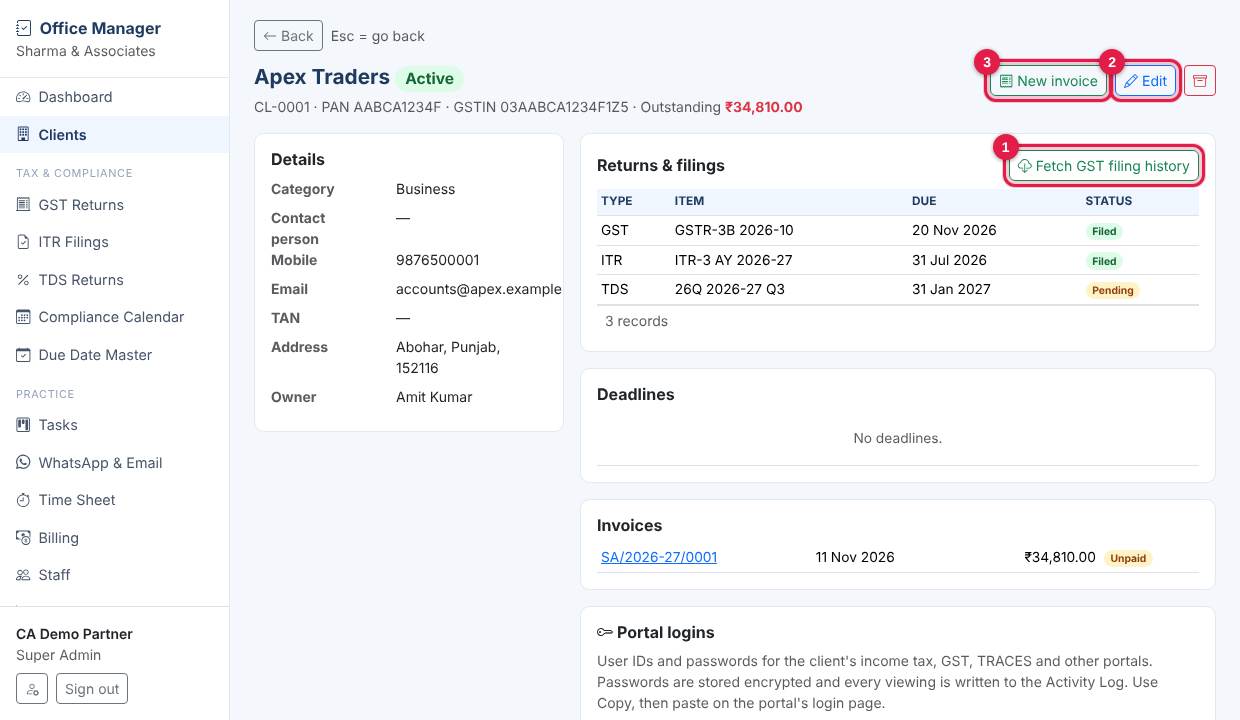 Office Manager
Sharma & Associates
Dashboard
Clients
TAX & COMPLIANCE
GST Returns
ITR Filings
TDS Returns
Compliance Calendar
Due Date Master
PRACTICE
Tasks
WhatsApp & Email
Time Sheet
Billing
Staff
CA Demo Partner
Super Admin
Sign out
← Back Esc = go back
Apex Traders Active
CL-0001 · PAN AABCA1234F · GSTIN 03AABCA1234F1Z5 · Outstanding ₹34,810.00
3 New invoice 2 Edit
Details
Category Business
Contact person —
Mobile 9876500001
Email accounts@apex.example
TAN —
Address Abohar, Punjab,
152116
Owner Amit Kumar
Returns & filings 1 Fetch GST filing history
TYPE ITEM DUE STATUS
GST GSTR-3B 2026-10 20 Nov 2026 Filed
ITR ITR-3 AY 2026-27 31 Jul 2026 Filed
TDS 26Q 2026-27 Q3 31 Jan 2027 Pending
3 records
Deadlines
No deadlines.
Invoices
SA/2026-27/0001 11 Nov 2026 ₹34,810.00 Unpaid
Portal logins
User IDs and passwords for the client's income tax, GST, TRACES and other portals.
Passwords are stored encrypted and every viewing is written to the Activity Log. Use
Copy, then paste on the portal's login page.